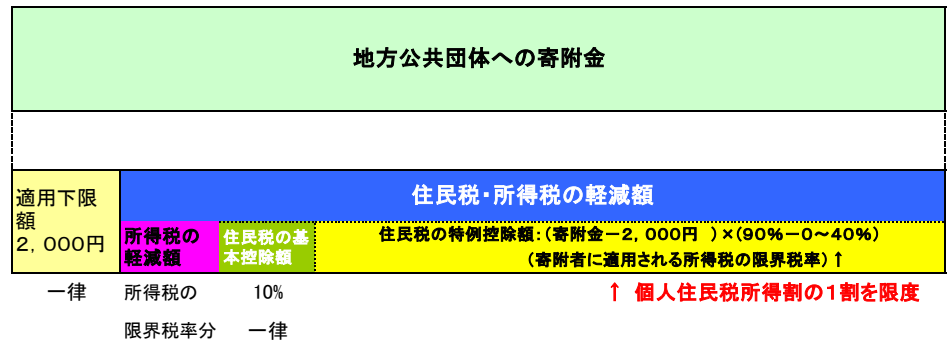 地方公共団体への寄附金
適用下限
額
2，000円
住民税・所得税の軽減額
所得税の
軽減額
住民税の基
本控除額
住民税の特例控除額：（寄附金－2，000円 ）×（90％－0～40％）
（寄附者に適用される所得税の限界税率）↑
一律
所得税の
限界税率分
10%
一律
↑ 個人住民税所得割の1割を限度